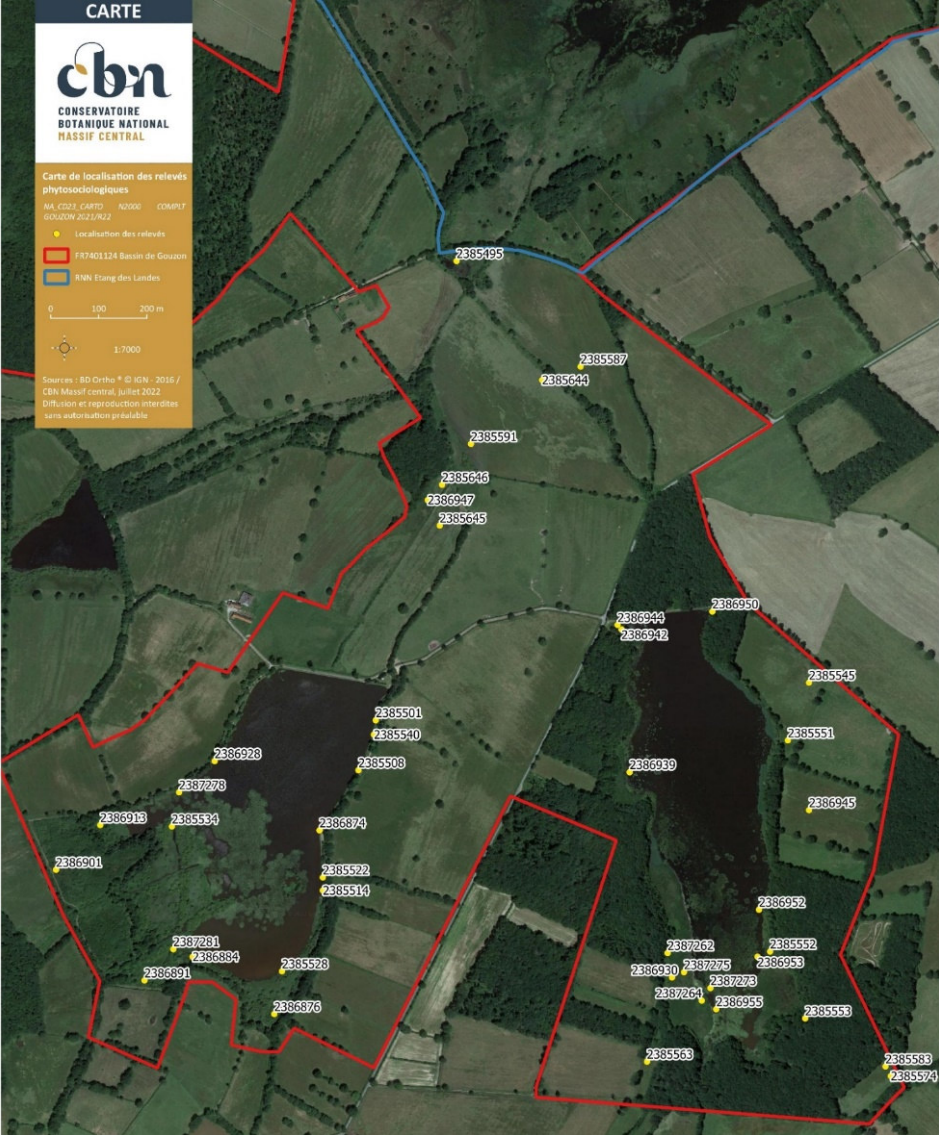 CARTE
cbn
CONSERVATOIRE
BOTANIQUE NATIONAL
MASSIF CENTRAL
Carte de localisation des relevés
phytosociologiques
NA_CD23_CARTO N2000 COMPLT
GOUZON 2021/R22
Localisation des relevés
FR7401124 Bassin de Gouzon
RNN Etang des Landes
0 100 200 m
1:7000
Sources : BD Ortho ® © IGN - 2016 /
CBN Massif central, juillet 2022
Diffusion et reproduction interdites
sans autorisation préalable
2385495
2385587
2385644
2385591
2385646
2386947
2385645
2386950
2386944
2386942
2385545
2385501
2385540
2385551
2386928
2385508
2386939
2387278
2386945
2386913
2385534
2386874
2386901
2385522
2385514
2386952
2387281
2386884
2387262
2385552
2386953
2385528
2386891
2386930
2387275
2387273
2387264
2386955
2386876
2385553
2385563
2385583
2385574